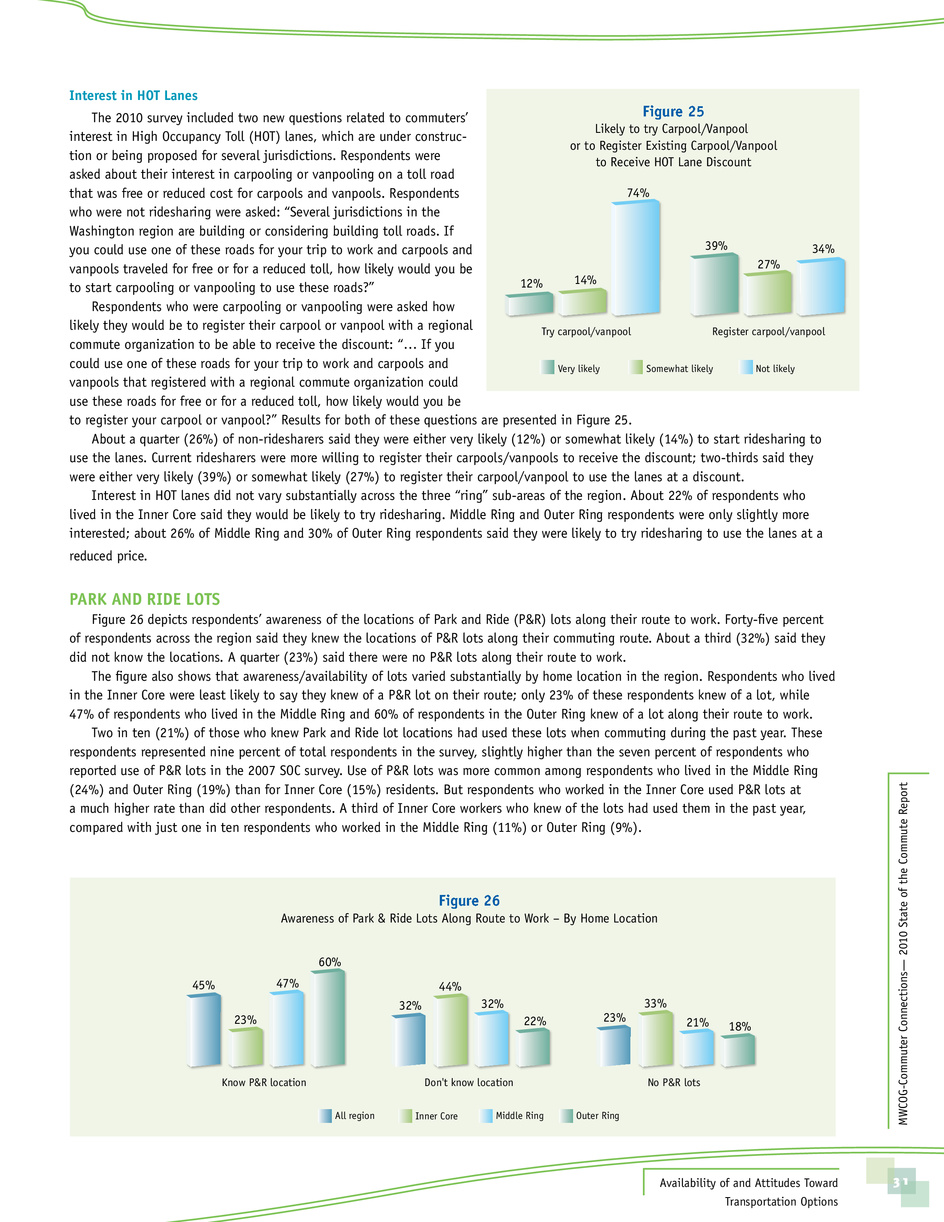 Interest in HOT Lanes
The 2010 survey included two new questions related to commuters’
interest in High Occupancy Toll (HOT) lanes, which are under construc-
tion or being proposed for several jurisdictions. Respondents were
asked about their interest in carpooling or vanpooling on a toll road
that was free or reduced cost for carpools and vanpools. Respondents
who were not ridesharing were asked: “Several jurisdictions in the
Washington region are building or considering building toll roads. If
you could use one of these roads for your trip to work and carpools and
vanpools traveled for free or for a reduced toll, how likely would you be
to start carpooling or vanpooling to use these roads?”
Respondents who were carpooling or vanpooling were asked how
likely they would be to register their carpool or vanpool with a regional
commute organization to be able to receive the discount: “… If you
could use one of these roads for your trip to work and carpools and
vanpools that registered with a regional commute organization could
use these roads for free or for a reduced toll, how likely would you be
to register your carpool or vanpool?” Results for both of these questions are presented in Figure 25.
About a quarter (26%) of non-ridesharers said they were either very likely (12%) or somewhat likely (14%) to start ridesharing to
use the lanes. Current ridesharers were more willing to register their carpools/vanpools to receive the discount; two-thirds said they
were either very likely (39%) or somewhat likely (27%) to register their carpool/vanpool to use the lanes at a discount.
Interest in HOT lanes did not vary substantially across the three “ring” sub-areas of the region. About 22% of respondents who
lived in the Inner Core said they would be likely to try ridesharing. Middle Ring and Outer Ring respondents were only slightly more
interested; about 26% of Middle Ring and 30% of Outer Ring respondents said they were likely to try ridesharing to use the lanes at a
reduced price.
Figure 25
Likely to try Carpool/Vanpool
or to Register Existing Carpool/Vanpool
to Receive HOT Lane Discount
12% 14% 74% 39% 27% 34%
Try carpool/vanpool Register carpool/vanpool
Very likely Somewhat likely Not likely
PARK AND RIDE LOTS
Figure 26 depicts respondents’ awareness of the locations of Park and Ride (P&R) lots along their route to work. Forty-five percent
of respondents across the region said they knew the locations of P&R lots along their commuting route. About a third (32%) said they
did not know the locations. A quarter (23%) said there were no P&R lots along their route to work.
The figure also shows that awareness/availability of lots varied substantially by home location in the region. Respondents who lived
in the Inner Core were least likely to say they knew of a P&R lot on their route; only 23% of these respondents knew of a lot, while
47% of respondents who lived in the Middle Ring and 60% of respondents in the Outer Ring knew of a lot along their route to work.
Two in ten (21%) of those who knew Park and Ride lot locations had used these lots when commuting during the past year. These
respondents represented nine percent of total respondents in the survey, slightly higher than the seven percent of respondents who
reported use of P&R lots in the 2007 SOC survey. Use of P&R lots was more common among respondents who lived in the Middle Ring
(24%) and Outer Ring (19%) than for Inner Core (15%) residents. But respondents who worked in the Inner Core used P&R lots at
a much higher rate than did other respondents. A third of Inner Core workers who knew of the lots had used them in the past year,
compared with just one in ten respondents who worked in the Middle Ring (11%) or Outer Ring (9%).
Figure 26
Awareness of Park & Ride Lots Along Route to Work – By Home Location
45% 23% 47% 60% 32% 44% 32% 22% 23% 33% 21% 18%
Know P&R location Don't know location No P&R lots
All region Inner Core Middle Ring Outer Ring
MWCOG-Commuter Connections— 2010 State of the Commute Report
Availability of and Attitudes Toward
Transportation Options
31